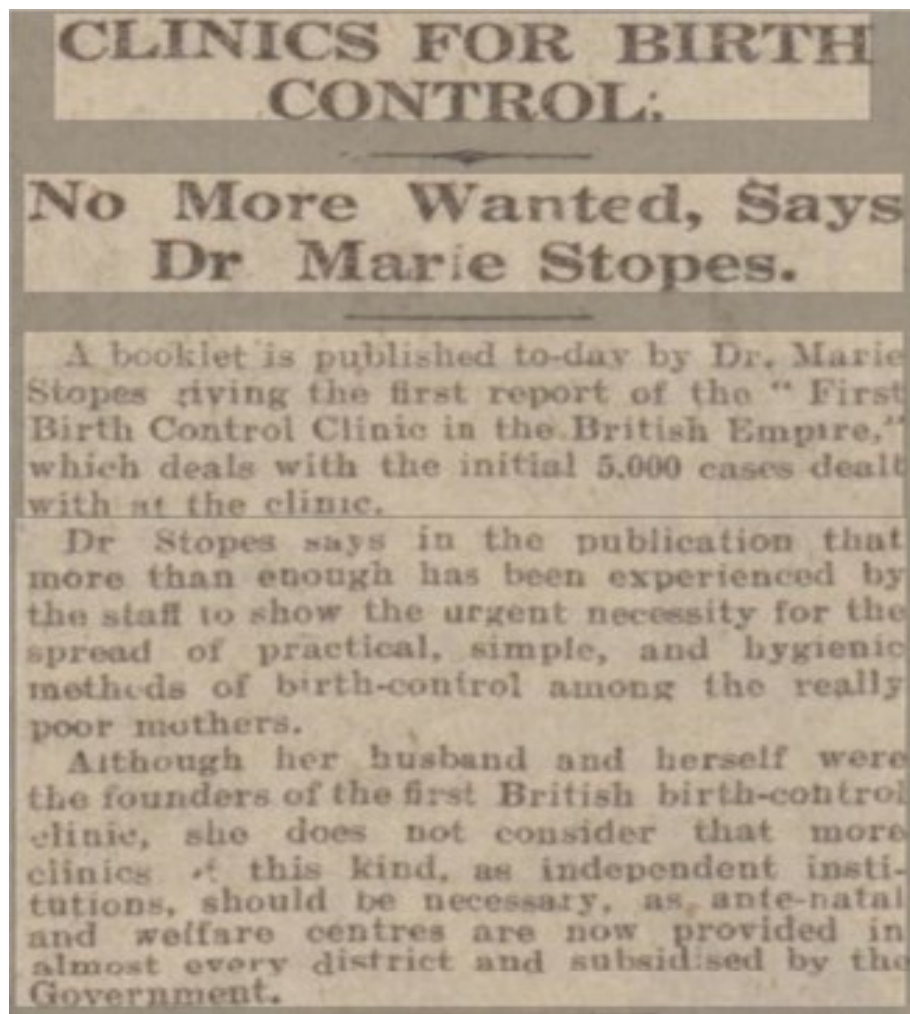 CLINICS FOR BIRTH
CONTROL.
No More Wanted, Says
Dr Marie Stopes.
A booklet is published to-day by Dr. Marie
Stopes giving the first report of the " First
Birth Control Clinic in the British Empire,"
which deals with the initial 5,000 cases dealt
with at the clinic.
Dr Stopes says in the publication that
more than enough has been experienced by
the staff to show the urgent necessity for the
spread of practical, simple, and hygienic
methods of birth-control among the really
poor mothers.
Although her husband and herself were
the founders of the first British birth-control
clinic, she does not consider that more
clinics of this kind, as independent insti-
tutions, should be necessary, as ante-natal
and welfare centres are now provided in
almost every district and subsidised by the
Government.